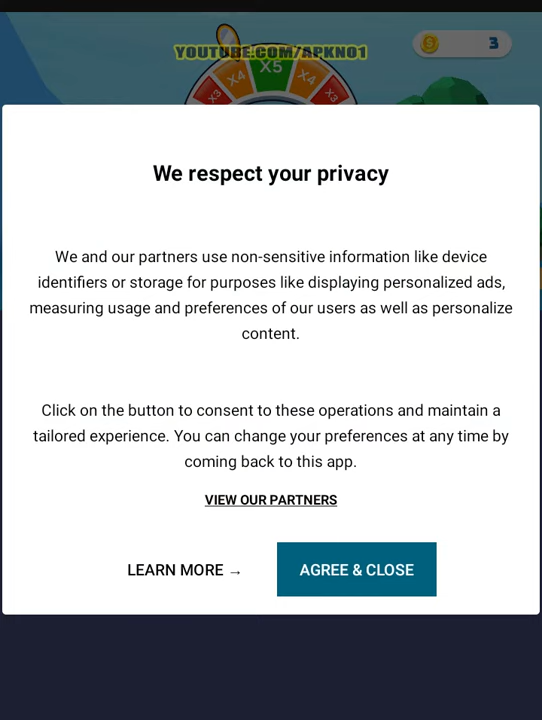 YOUTUBE.COM/APKNO1
3
X3
X4
X5
X4
X3
We respect your privacy
We and our partners use non-sensitive information like device
identifiers or storage for purposes like displaying personalized ads,
measuring usage and preferences of our users as well as personalize
content.
Click on the button to consent to these operations and maintain a
tailored experience. You can change your preferences at any time by
coming back to this app.
VIEW OUR PARTNERS
LEARN MORE →
AGREE & CLOSE